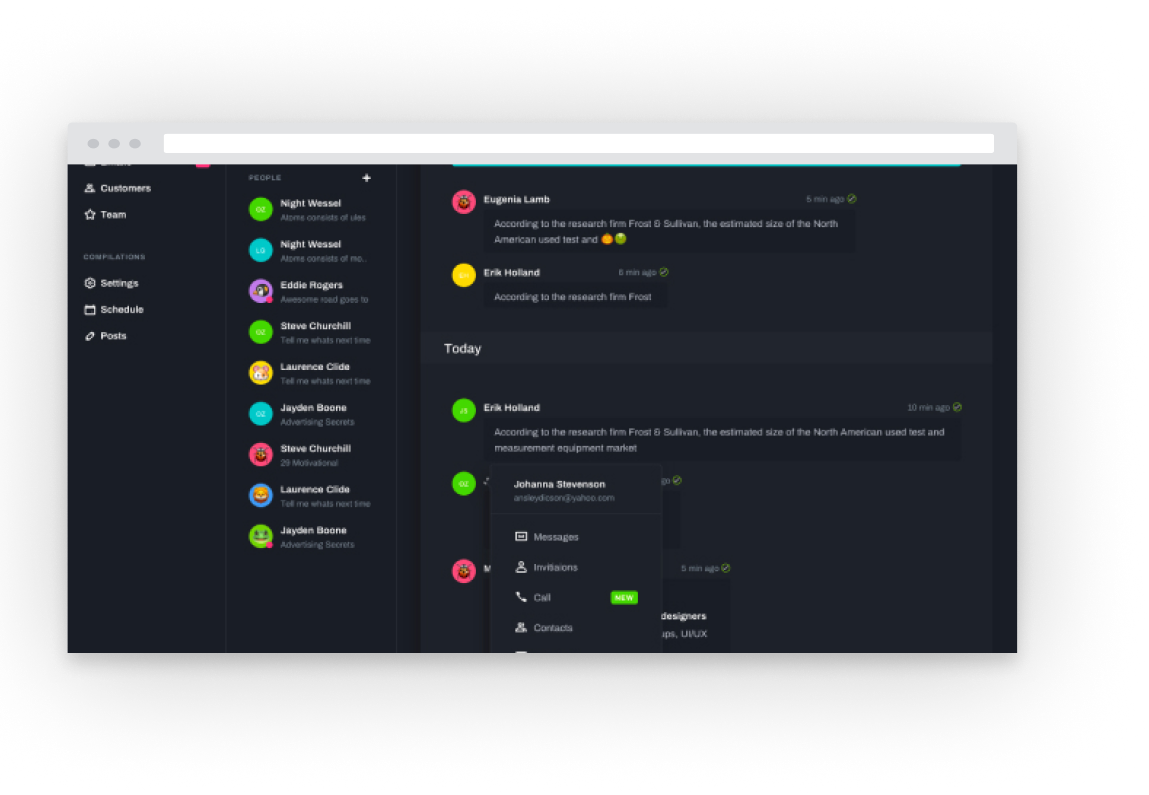 Customers
Team
COMPILATIONS
Settings
Schedule
Posts
PEOPLE
OZ
Night Wessel
Atoms consists of ules
LG
Night Wessel
Atoms consists of mo..
Eddie Rogers
Awesome road goes to
OZ
Steve Churchill
Tell me whats next time
Laurence Clide
Tell me whats next time
OZ
Jayden Boone
Advertising Secrets
Steve Churchill
29 Motivational
Laurence Clide
Tell me whats next time
Jayden Boone
Advertising Secrets
Eugenia Lamb
5 min ago
According to the research firm Frost & Sullivan, the estimated size of the North
American used test and 🎃🍏
EH
Erik Holland
6 min ago
According to the research firm Frost
Today
JS
Erik Holland
10 min ago
According to the research firm Frost & Sullivan, the estimated size of the North American used test and
measurement equipment market
OZ
go
Johanna Stevenson
ansleydicson@yahoo.com
Messages
Invitiaions
5 min ago
Call
NEW
designers
Contacts
ups, UI/UX